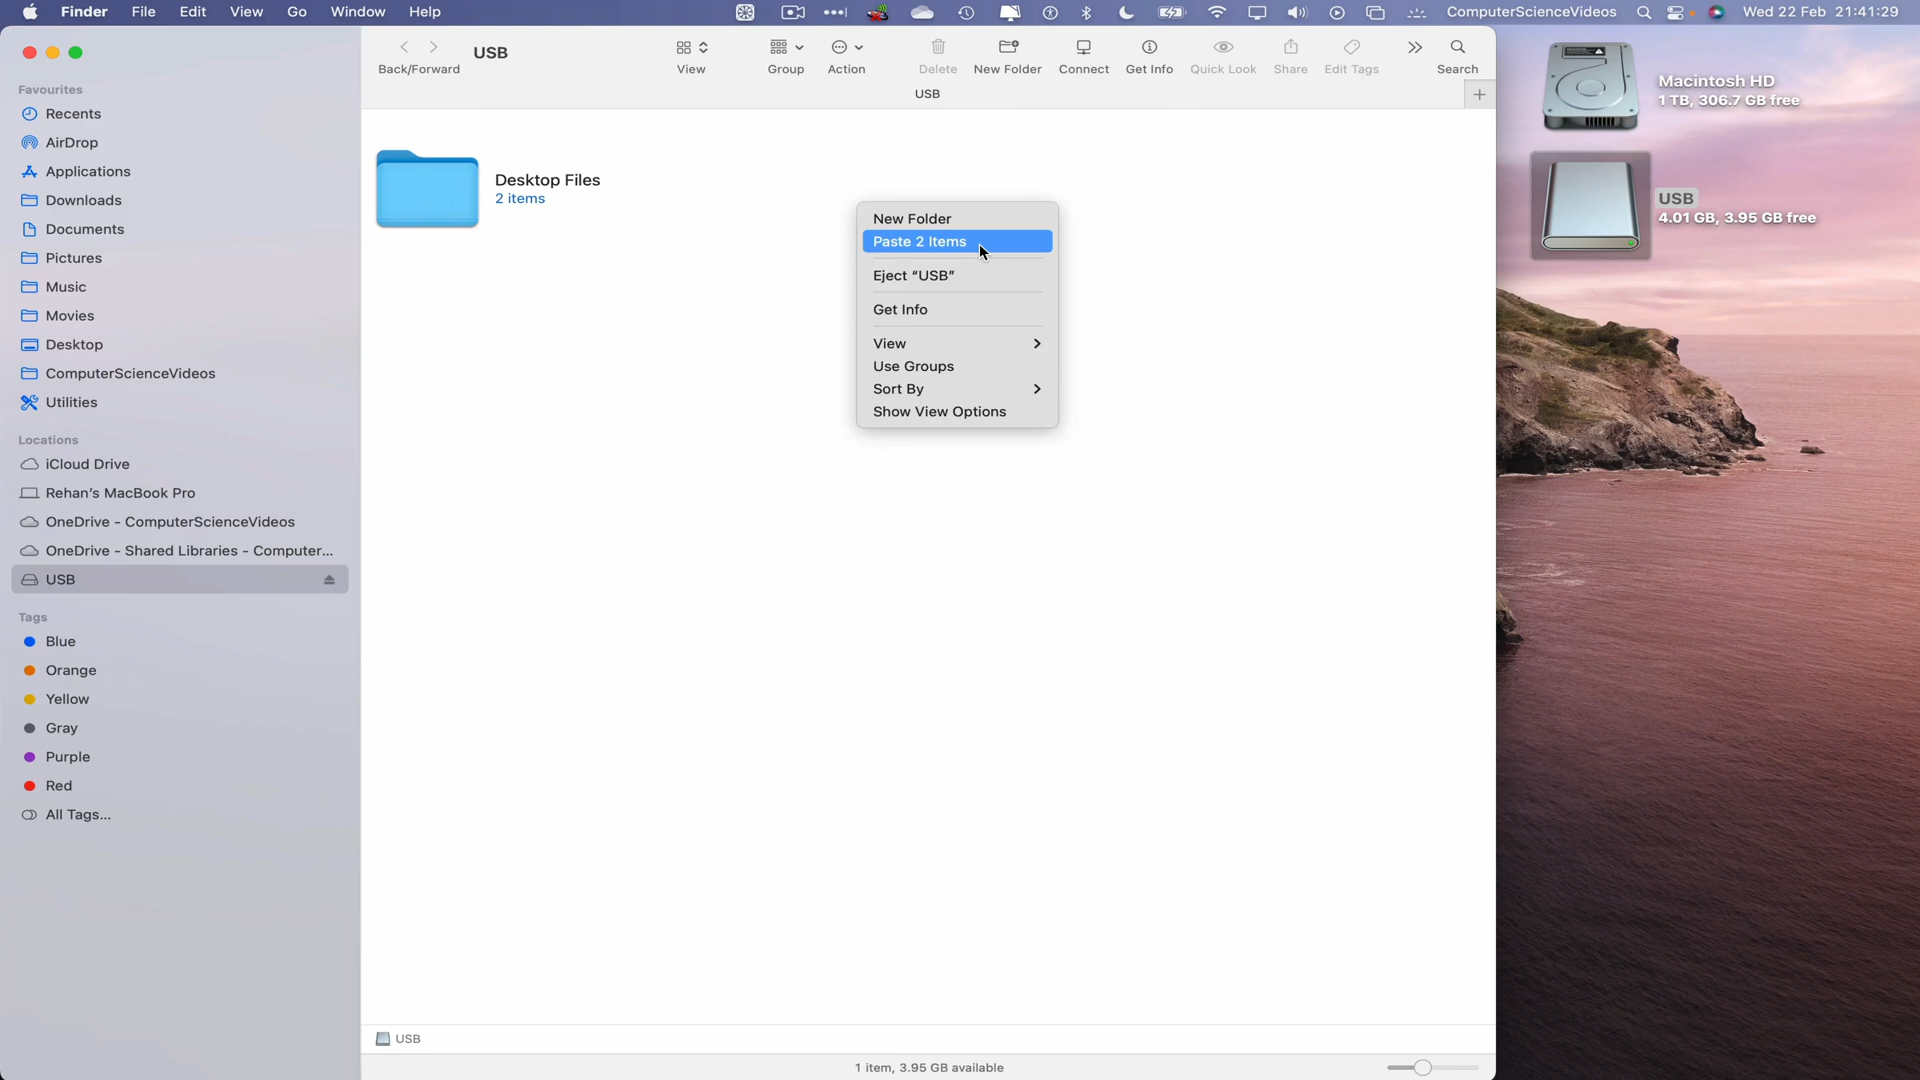 Finder File Edit View Go Window Help ComputerScienceVideos Wed 22 Feb 21:41:29
Favourites
Recents
AirDrop
Applications
Downloads
Documents
Pictures
Music
Movies
Desktop
ComputerScienceVideos
Utilities
Locations
iCloud Drive
Rehan's MacBook Pro
OneDrive - ComputerScienceVideos
OneDrive - Shared Libraries - Computer...
USB
Tags
Blue
Orange
Yellow
Gray
Purple
Red
All Tags...
USB
Back/Forward View Group Action Delete New Folder Connect Get Info Quick Look Share Edit Tags Search
USB
Desktop Files
2 items
New Folder
Paste 2 Items
Eject “USB”
Get Info
View
Use Groups
Sort By
Show View Options
USB
1 item, 3.95 GB available
Macintosh HD
1 TB, 306.7 GB free
USB
4.01 GB, 3.95 GB free